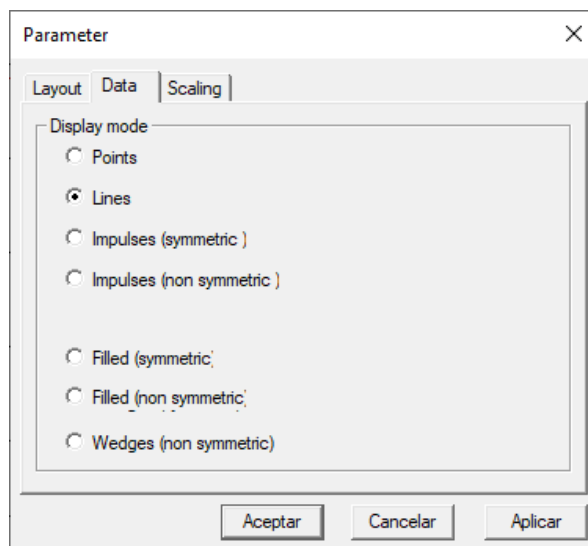 Parameter
Layout Data Scaling
Display mode
Points
Lines
Impulses (symmetric )
Impulses (non symmetric )
Filled (symmetric)
Filled (non symmetric)
Wedges (non symmetric)
Aceptar Cancelar Aplicar